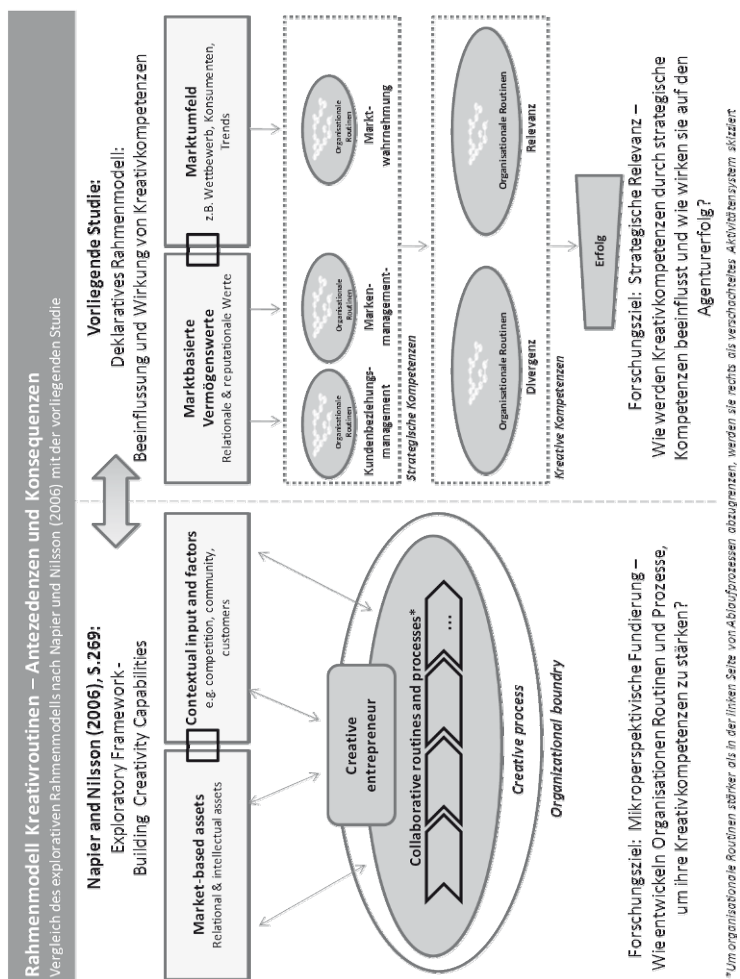 Rahmenmodell Kreativroutinen – Antezedenzen und Konsequenzen
Vergleich des explorativen Rahmenmodells nach Napier und Nilsson (2006) mit der vorliegenden Studie
Napier and Nilsson (2006), S.269:
Exploratory Framework -
Building Creativity Capabilities
Market-based assets
Relational & intellectual assets
Contextual input and factors
e.g. competition, community,
customers
Creative
entrepreneur
Collaborative routines and processes*
...
Creative process
Organizational boundry
Forschungsziel: Mikroperspektivische Fundierung –
Wie entwickeln Organisationen Routinen und Prozesse,
um ihre Kreativkompetenzen zu stärken?
Vorliegende Studie:
Deklaratives Rahmenmodell:
Beeinflussung und Wirkung von Kreativkompetenzen
Marktbasierte
Vermögenswerte
Relationale & reputationale Werte
Marktumfeld
z.B. Wettbewerb, Konsumenten,
Trends
Organisationale
Routinen
Kundenbeziehungs-
management
Organisationale
Routinen
Marken-
management
Organisationale
Routinen
Markt-
wahrnehmung
Strategische Kompetenzen
Organisationale Routinen
Divergenz
Organisationale Routinen
Relevanz
Kreative Kompetenzen
Erfolg
Forschungsziel: Strategische Relevanz –
Wie werden Kreativkompetenzen durch strategische
Kompetenzen beeinflusst und wie wirken sie auf den
Agenturerfolg?
*Um organisationale Routinen stärker als in der linken Seite von Ablaufprozessen abzugrenzen, werden sie rechts als verschachteltes Aktivitätensystem skizziert